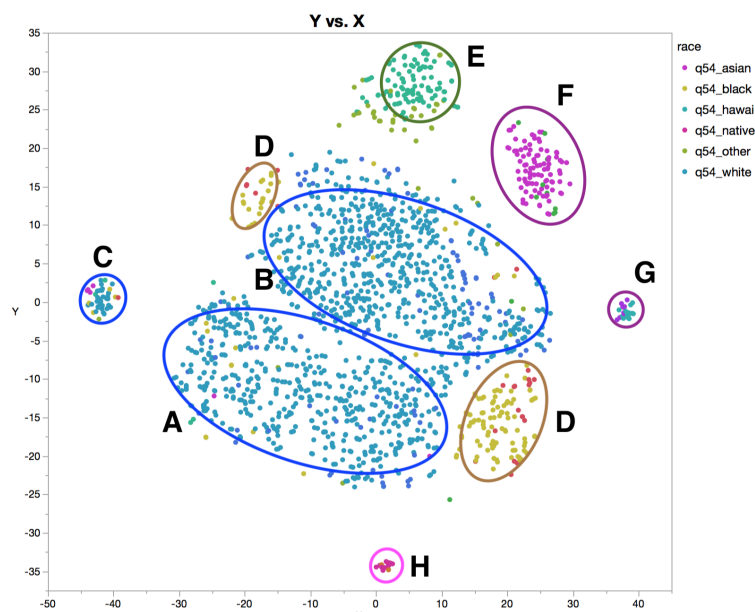 Y vs. X
race
q54_asian
q54_black
q54_hawai
q54_native
q54_other
q54_white
35
30
25
20
15
10
5
0
-5
-10
-15
-20
-25
-30
-35
Y
E
F
D
C
B
G
A
D
H
-50 -40 -30 -20 -10 0 10 20 30 40